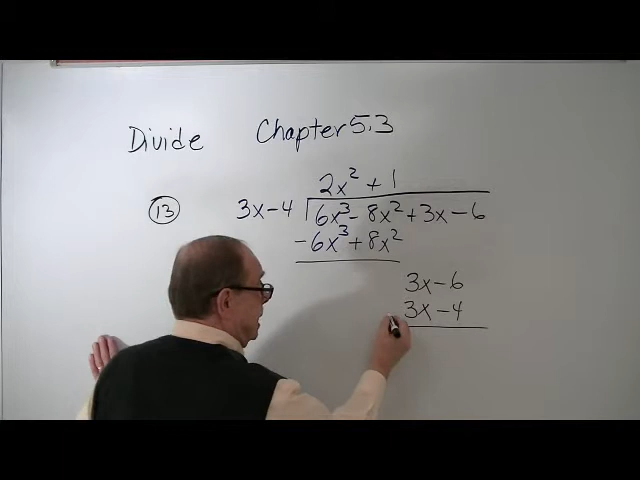 Divide Chapter 5.3
2x² + 1
13 3x - 4 6x³ - 8x² + 3x - 6
- 6x³ + 8x²
3x - 6
3x - 4